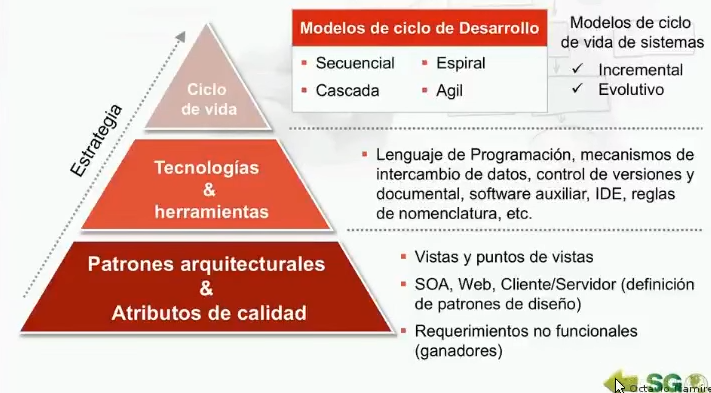 Modelos de ciclo de Desarrollo
Secuencial
Espiral
Cascada
Agil
Modelos de ciclo
de vida de sistemas
✓ Incremental
✓ Evolutivo
Estrategia
Ciclo
de vida
Tecnologías
&
herramientas
Lenguaje de Programación, mecanismos de
intercambio de datos, control de versiones y
documental, software auxiliar, IDE, reglas
de nomenclatura, etc.
Patrones arquitecturales
&
Atributos de calidad
Vistas y puntos de vistas
SOA, Web, Cliente/Servidor (definición
de patrones de diseño)
Requerimientos no funcionales
(ganadores)
SG
Octavio Ramíre